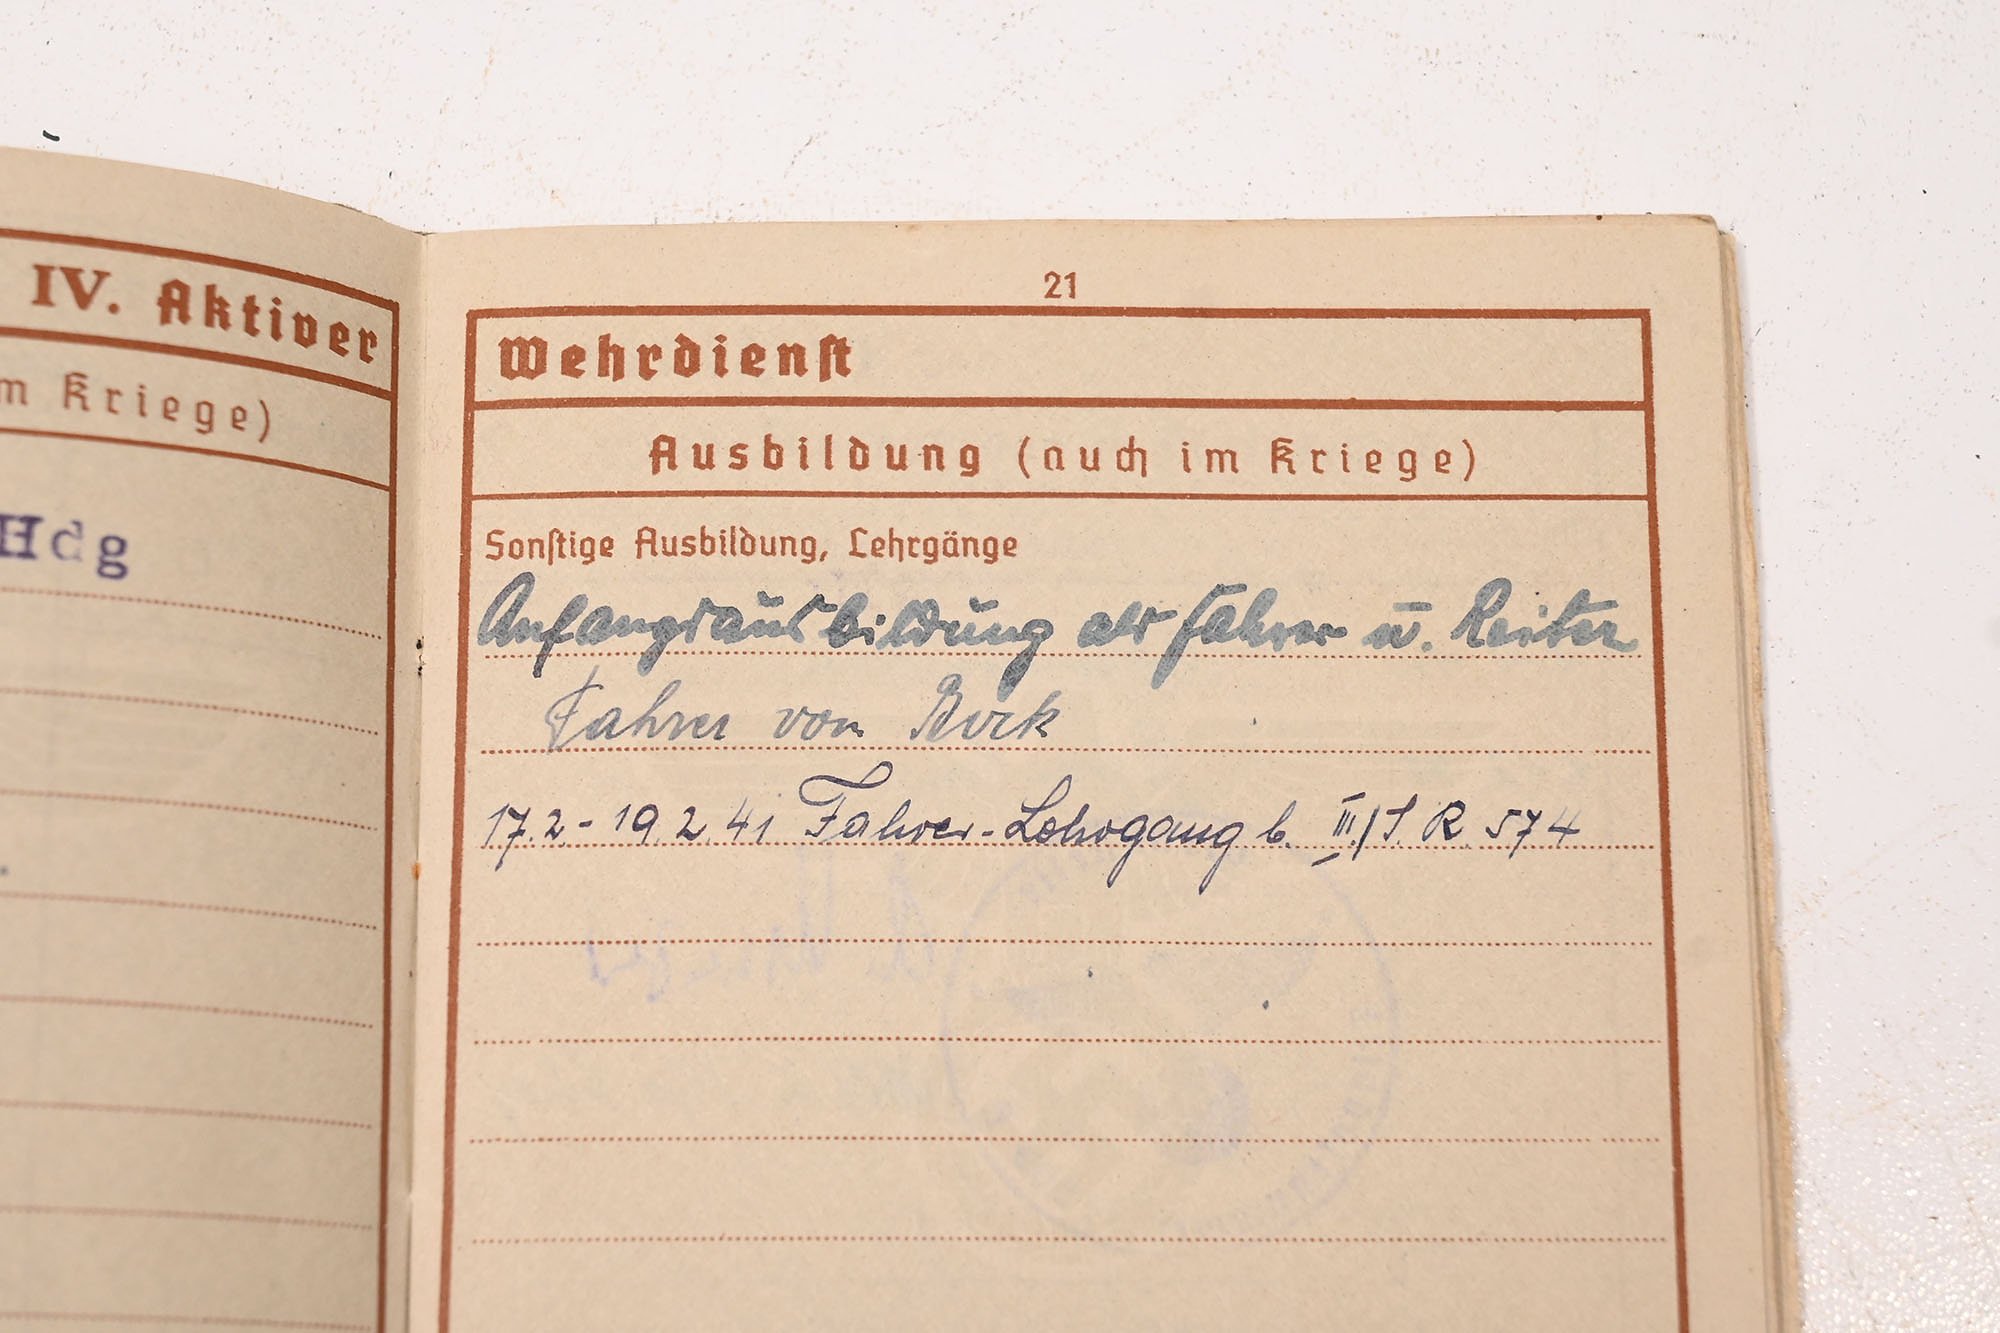 IV. Aktiver
m Kriege)
Hdg
21
Wehrdienst
Ausbildung (auch im Kriege)
Sonstige Ausbildung, Lehrgänge
Anfangsausbildung als Fahrer u. Reiter
Fahrer vom Bock
17.2.-19.2.41 Fahrer-Lehrgang b. III./J.R. 574